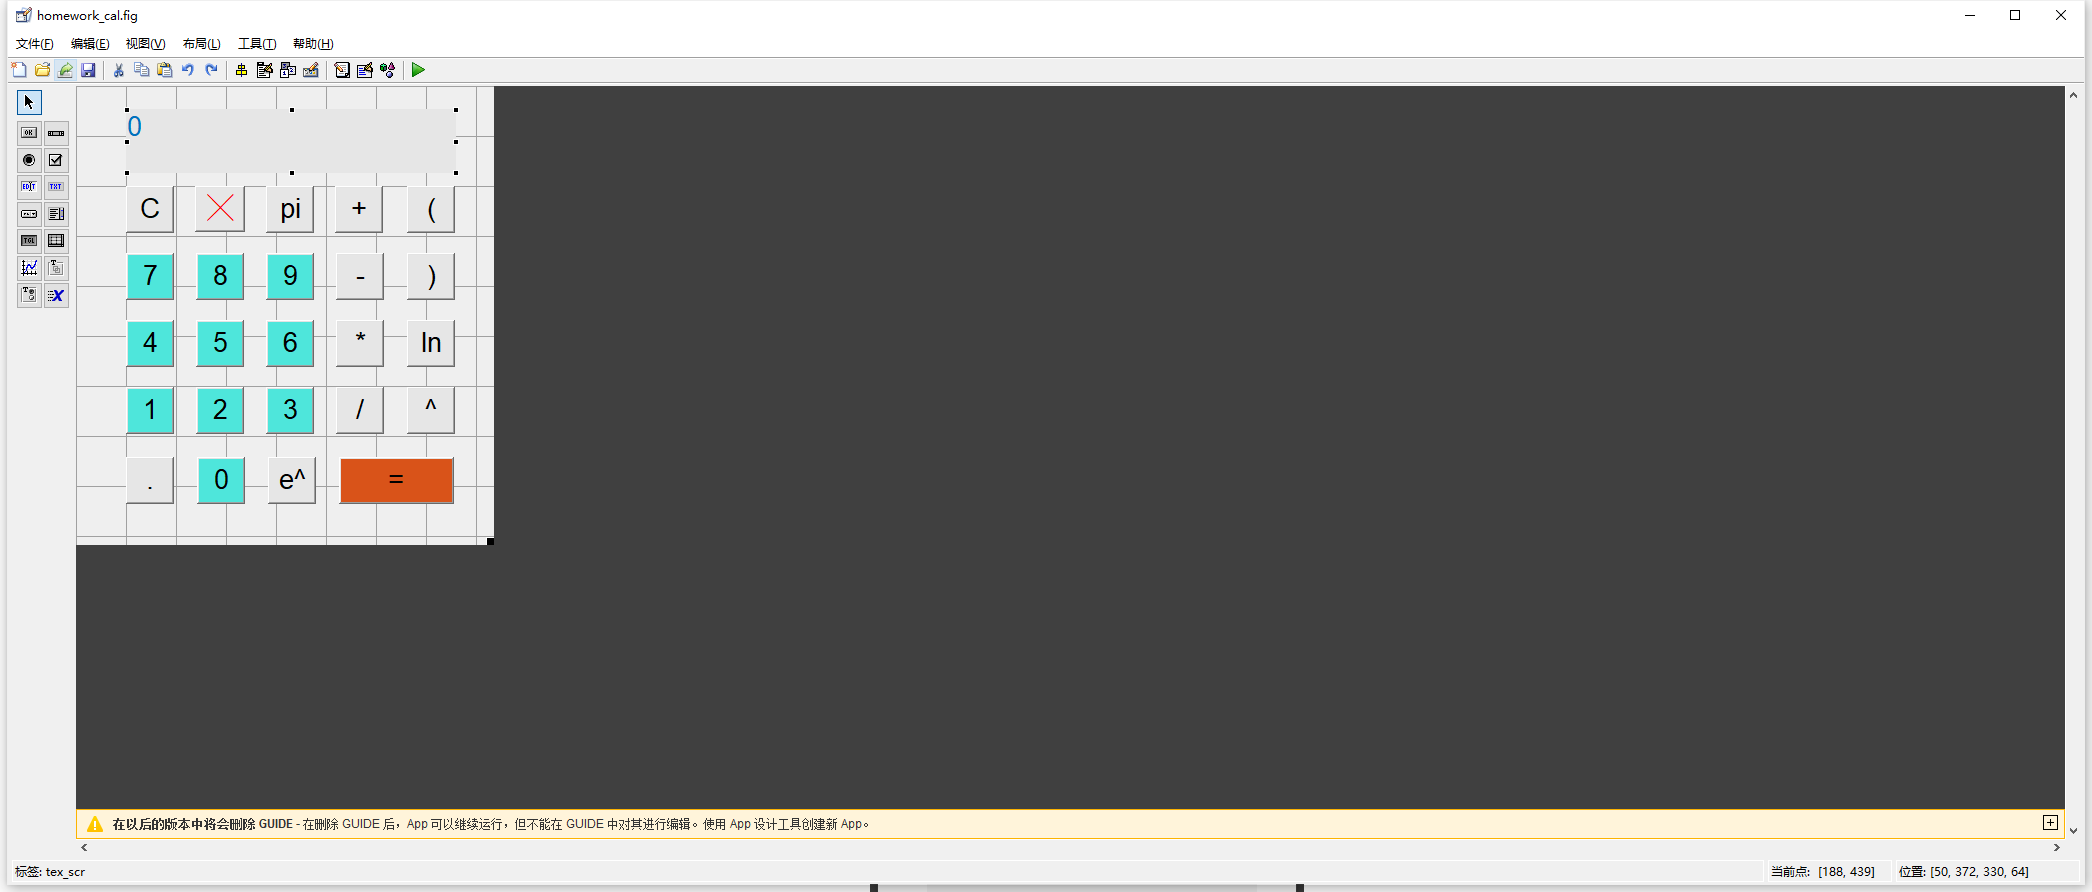 homework_cal.fig
文件(F) 编辑(E) 视图(V) 布局(L) 工具(T) 帮助(H)
OK
EDIT TXT
TGL
0
C pi + (
7 8 9 - )
4 5 6 * ln
1 2 3 / ^
. 0 e^ =
在以后的版本中将会删除 GUIDE - 在删除 GUIDE 后，App 可以继续运行，但不能在 GUIDE 中对其进行编辑。使用 App 设计工具创建新 App。
标签: tex_scr 当前点: [188, 439] 位置: [50, 372, 330, 64]